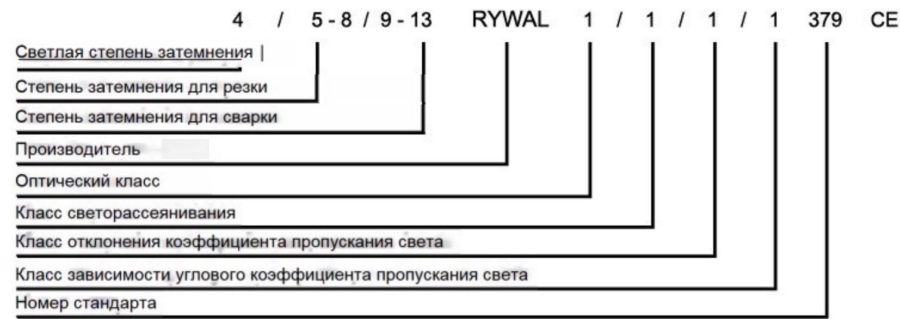 4 / 5 - 8 / 9 - 13 RYWAL 1 / 1 / 1 / 1 379 CE
Светлая степень затемнения |
Степень затемнения для резки
Степень затемнения для сварки
Производитель
Оптический класс
Класс светорассеянивания
Класс отклонения коэффициента пропускания света
Класс зависимости углового коэффициента пропускания света
Номер стандарта